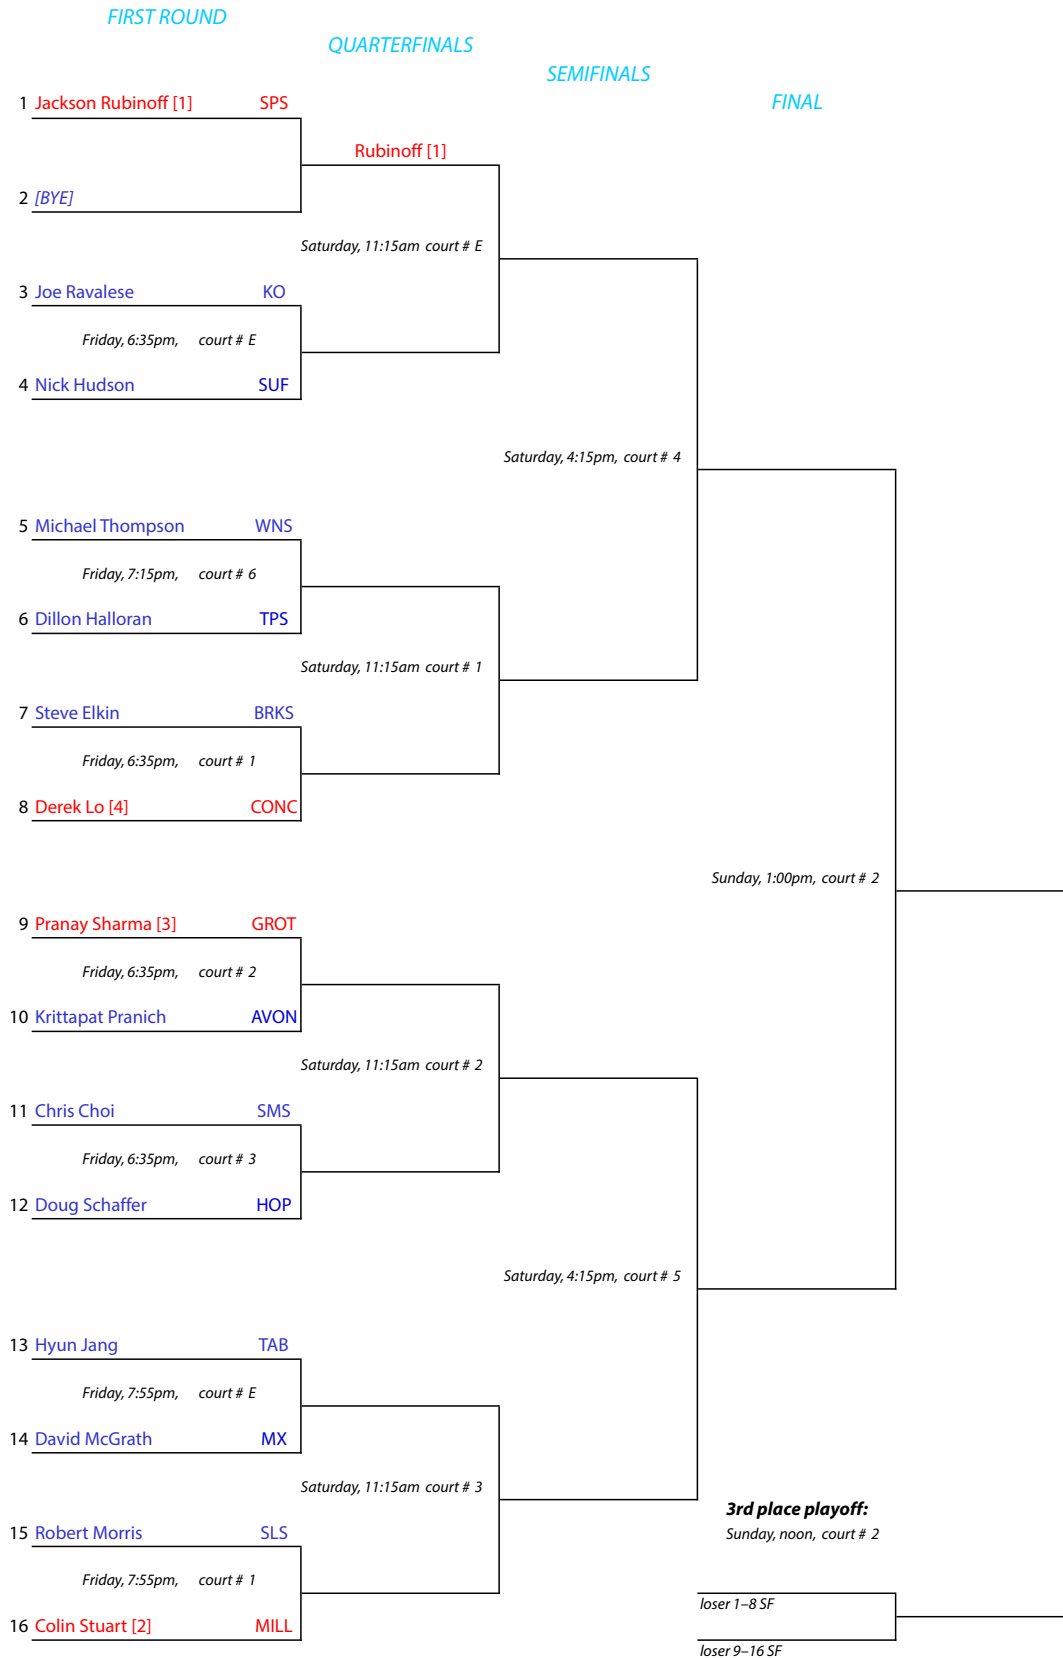 FIRST ROUND
QUARTERFINALS
SEMIFINALS
FINAL
1 Jackson Rubinoff [1] SPS
Rubinoff [1]
2 [BYE]
Saturday, 11:15am court # E
3 Joe Ravalese KO
Friday, 6:35pm, court # E
4 Nick Hudson SUF
Saturday, 4:15pm, court # 4
5 Michael Thompson WNS
Friday, 7:15pm, court # 6
6 Dillon Halloran TPS
Saturday, 11:15am court # 1
7 Steve Elkin BRKS
Friday, 6:35pm, court # 1
8 Derek Lo [4] CONC
Sunday, 1:00pm, court # 2
9 Pranay Sharma [3] GROT
Friday, 6:35pm, court # 2
10 Krittapat Pranich AVON
Saturday, 11:15am court # 2
11 Chris Choi SMS
Friday, 6:35pm, court # 3
12 Doug Schaffer HOP
Saturday, 4:15pm, court # 5
13 Hyun Jang TAB
Friday, 7:55pm, court # E
14 David McGrath MX
Saturday, 11:15am court # 3
3rd place playoff:
15 Robert Morris SLS
Sunday, noon, court # 2
Friday, 7:55pm, court # 1
loser 1–8 SF
16 Colin Stuart [2] MILL
loser 9–16 SF